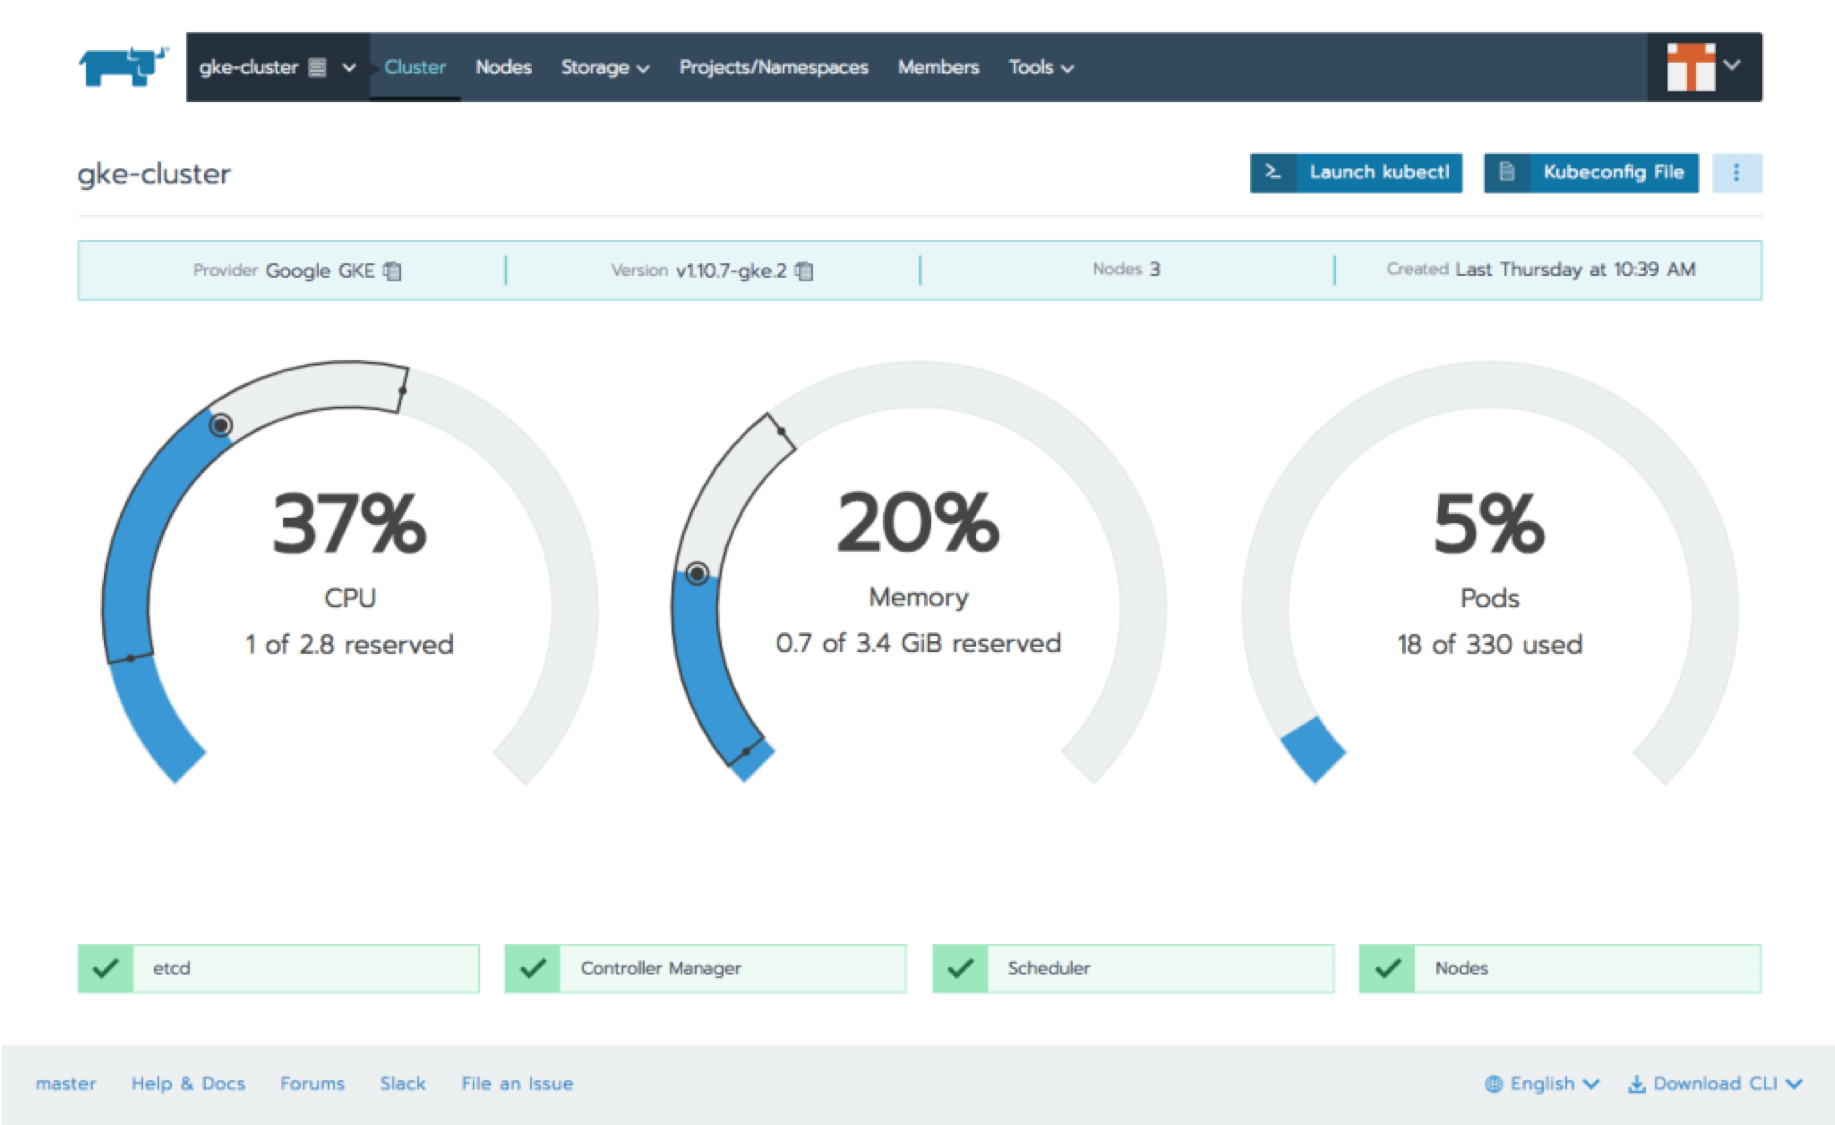 gke-cluster Cluster Nodes Storage Projects/Namespaces Members Tools
gke-cluster
Launch kubectl Kubeconfig File
Provider Google GKE Version v1.10.7-gke.2 Nodes 3 Created Last Thursday at 10:39 AM
37% 20% 5%
CPU Memory Pods
1 of 2.8 reserved 0.7 of 3.4 GiB reserved 18 of 330 used
etcd Controller Manager Scheduler Nodes
master Help & Docs Forums Slack File an Issue English Download CLI